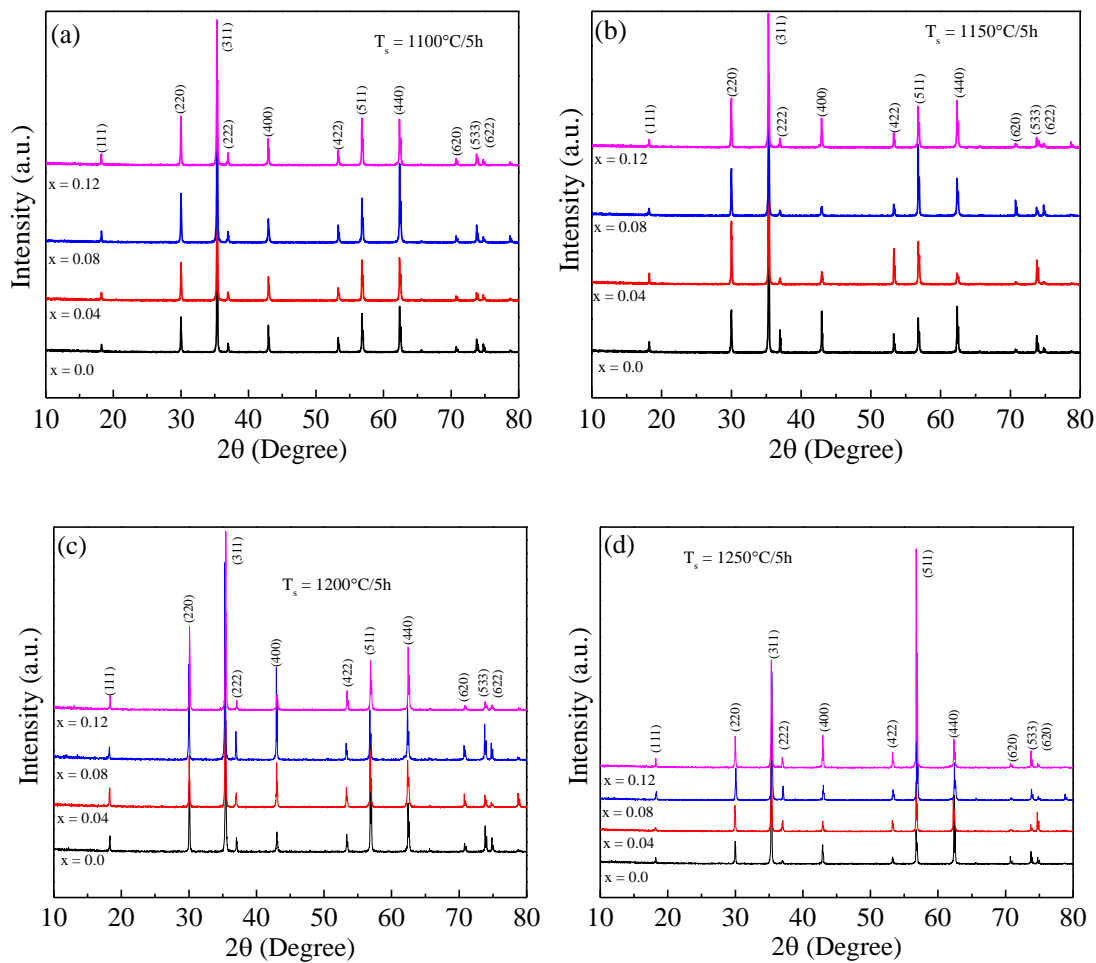 (a)
T_s = 1100°C/5h
(111)
(220)
(311)
(222)
(400)
(422)
(511)
(440)
(620)
(533)
(622)
x = 0.12
x = 0.08
x = 0.04
x = 0.0
Intensity (a.u.)
10 20 30 40 50 60 70 80
2θ (Degree)
(b)
T_s = 1150°C/5h
(111)
(220)
(311)
(222)
(400)
(422)
(511)
(440)
(620)
(533)
(622)
x = 0.12
x = 0.08
x = 0.04
x = 0.0
Intensity (a.u.)
10 20 30 40 50 60 70 80
2θ (Degree)
(c)
T_s = 1200°C/5h
(111)
(220)
(311)
(222)
(400)
(422)
(511)
(440)
(620)
(533)
(622)
x = 0.12
x = 0.08
x = 0.04
x = 0.0
Intensity (a.u.)
10 20 30 40 50 60 70 80
2θ (Degree)
(d)
T_s = 1250°C/5h
(111)
(220)
(311)
(222)
(400)
(422)
(511)
(440)
(620)
(533)
(620)
x = 0.12
x = 0.08
x = 0.04
x = 0.0
Intensity (a.u.)
10 20 30 40 50 60 70 80
2θ (Degree)